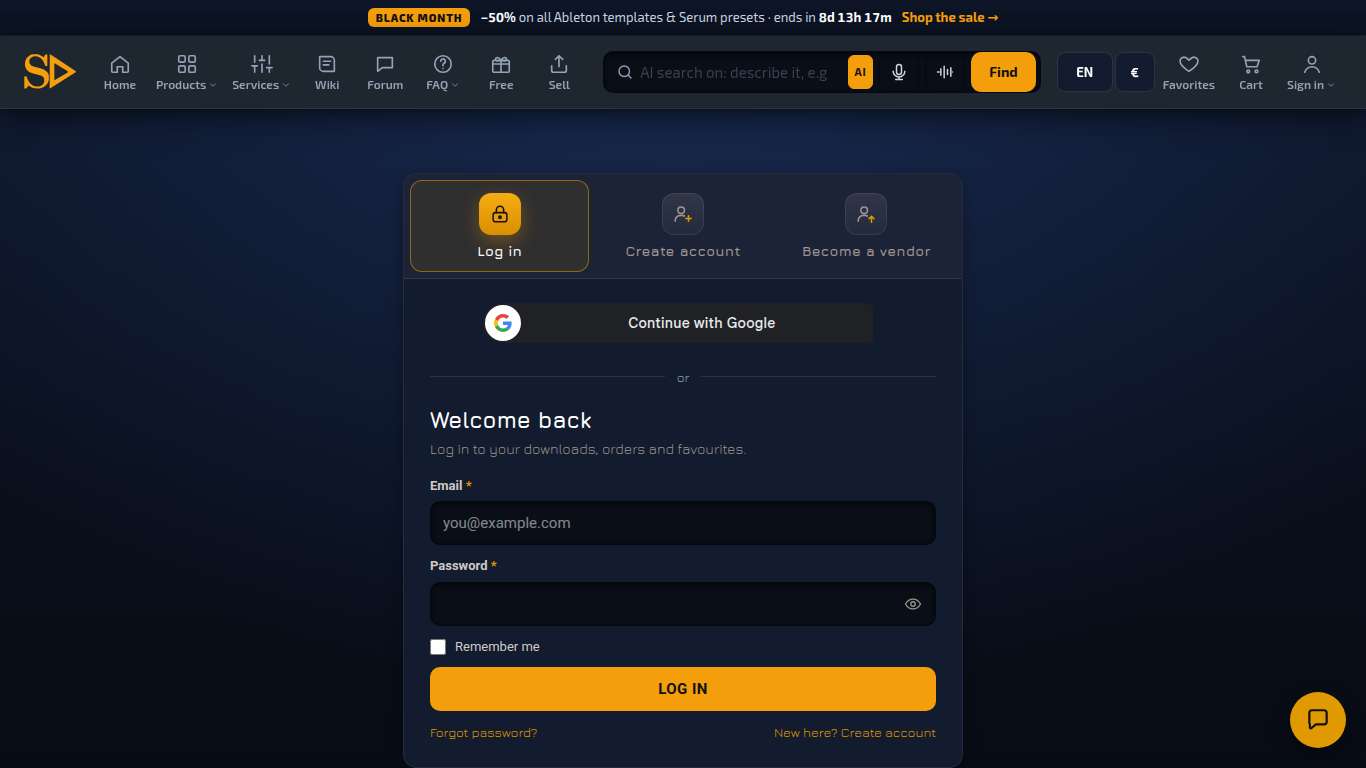 BLACK MONTH −50% on all Ableton templates & Serum presets · ends in 8d 13h 17m Shop the sale →
SD
Home Products Services Wiki Forum FAQ Free Sell
AI search on: describe it, e.g AI Find
EN € Favorites Cart Sign in
Log in Create account Become a vendor
Continue with Google
or
Welcome back
Log in to your downloads, orders and favourites.
Email *
you@example.com
Password *
Remember me
LOG IN
Forgot password? New here? Create account